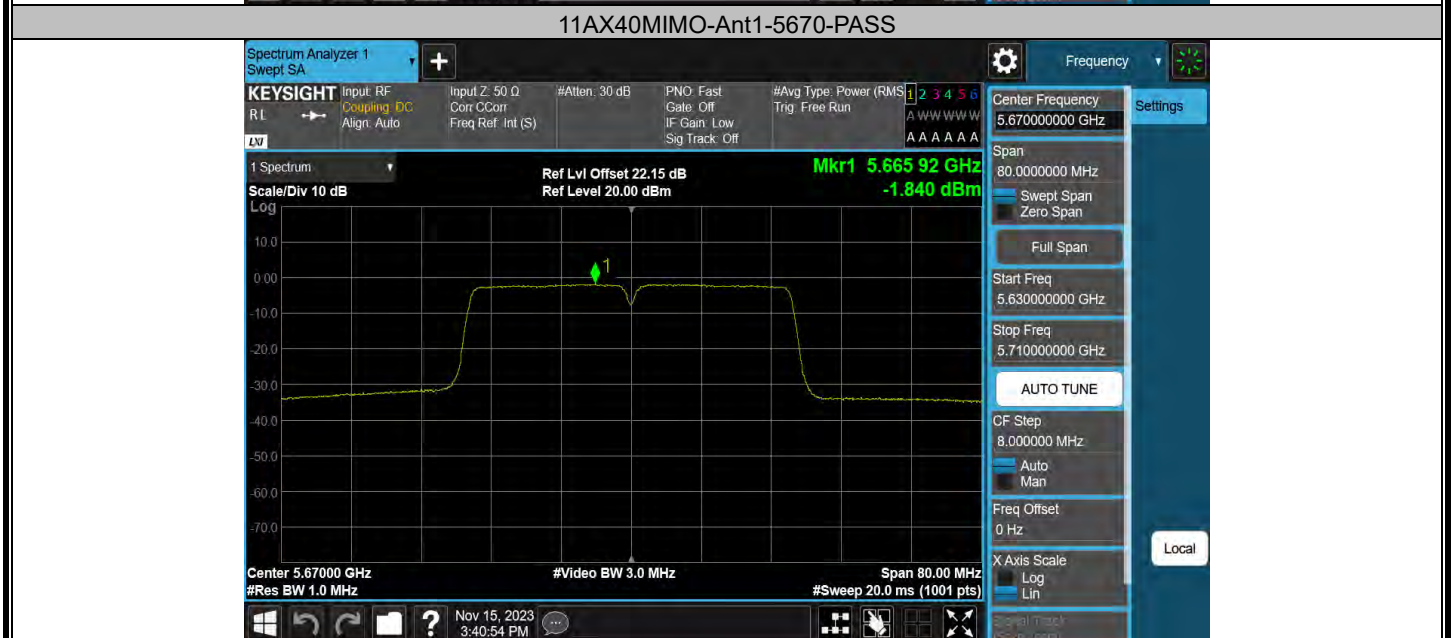 11AX40MIMO-Ant1-5670-PASS
Spectrum Analyzer 1
Swept SA
Frequency
KEYSIGHT
RL
LXI
Input: RF
Coupling: DC
Align: Auto
Input Z: 50 Ω
Corr CCorr
Freq Ref: Int (S)
#Atten: 30 dB
PNO: Fast
Gate: Off
IF Gain: Low
Sig Track: Off
#Avg Type: Power (RMS
Trig: Free Run
1 2 3 4 5 6
A W W W W W
A A A A A A
Center Frequency
5.670000000 GHz
Settings
1 Spectrum
Scale/Div 10 dB
Log
Ref Lvl Offset 22.15 dB
Ref Level 20.00 dBm
Mkr1 5.665 92 GHz
-1.840 dBm
Span
80.0000000 MHz
Swept Span
Zero Span
Full Span
Start Freq
5.630000000 GHz
Stop Freq
5.710000000 GHz
AUTO TUNE
CF Step
8.000000 MHz
Auto
Man
Freq Offset
0 Hz
X Axis Scale
Log
Lin
Local
10.0
0.00
-10.0
-20.0
-30.0
-40.0
-50.0
-60.0
-70.0
1
Center 5.67000 GHz
#Res BW 1.0 MHz
#Video BW 3.0 MHz
Span 80.00 MHz
#Sweep 20.0 ms (1001 pts)
Nov 15, 2023
3:40:54 PM
Signal Track